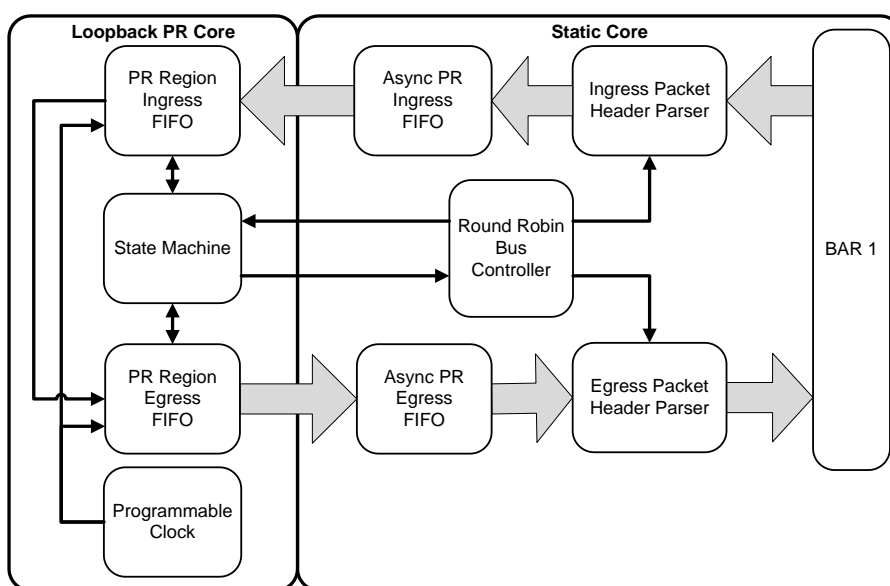 Loopback PR Core
Static Core
PR Region
Ingress
FIFO
Async PR
Ingress
FIFO
Ingress Packet
Header Parser
State Machine
Round Robin
Bus
Controller
BAR 1
PR Region
Egress
FIFO
Async PR
Egress
FIFO
Egress Packet
Header Parser
Programmable
Clock